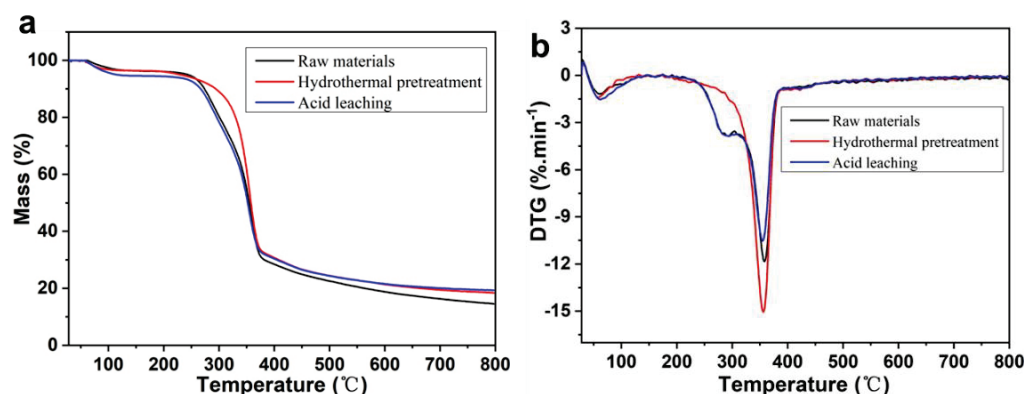 a
Mass (%)
100
80
60
40
20
0
100 200 300 400 500 600 700 800
Temperature (℃)
Raw materials
Hydrothermal pretreatment
Acid leaching
b
DTG (%.min⁻¹)
3
0
-3
-6
-9
-12
-15
100 200 300 400 500 600 700 800
Temperature (℃)
Raw materials
Hydrothermal pretreatment
Acid leaching